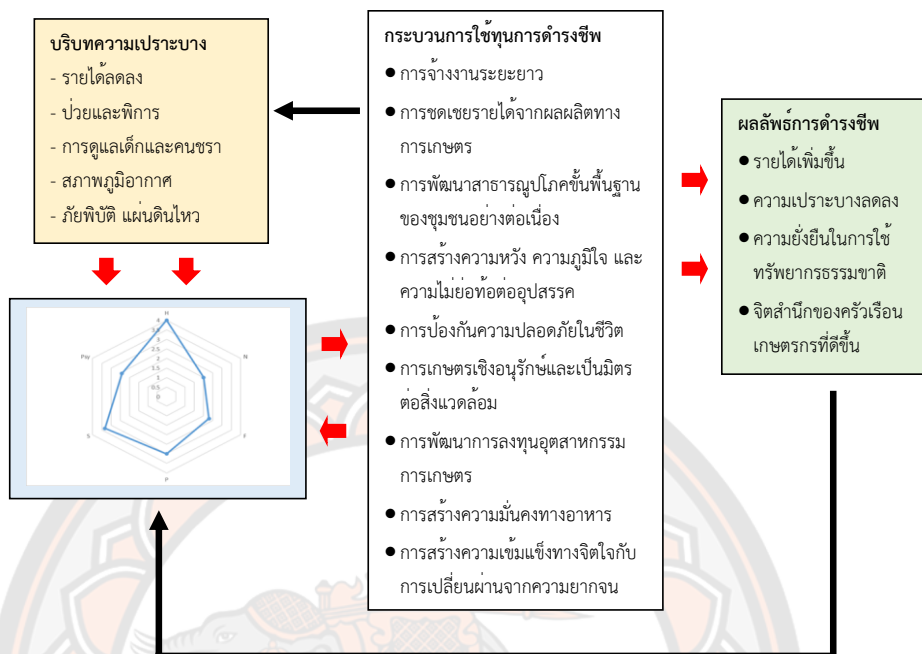 บริบทความเปราะบาง
- รายได้ลดลง
- ป่วยและพิการ
- การดูแลเด็กและคนชรา
- สภาพภูมิอากาศ
- ภัยพิบัติ แผ่นดินไหว
H
4
3.5
3
2.5
2
1.5
1
0.5
0
N
F
P
S
Psy
กระบวนการใช้ทุนการดำรงชีพ
● การจ้างงานระยะยาว
● การชดเชยรายได้จากผลผลิตทาง
การเกษตร
● การพัฒนาสาธารณูปโภคขั้นพื้นฐาน
ของชุมชนอย่างต่อเนื่อง
● การสร้างความหวัง ความภูมิใจ และ
ความไม่ย่อท้อต่ออุปสรรค
● การป้องกันความปลอดภัยในชีวิต
● การเกษตรเชิงอนุรักษ์และเป็นมิตร
ต่อสิ่งแวดล้อม
● การพัฒนาการลงทุนอุตสาหกรรม
การเกษตร
● การสร้างความมั่นคงทางอาหาร
● การสร้างความเข้มแข็งทางจิตใจกับ
การเปลี่ยนผ่านจากความยากจน
ผลลัพธ์การดำรงชีพ
● รายได้เพิ่มขึ้น
● ความเปราะบางลดลง
● ความยั่งยืนในการใช้
ทรัพยากรธรรมชาติ
● จิตสำนึกของครัวเรือน
เกษตรกรที่ดีขึ้น